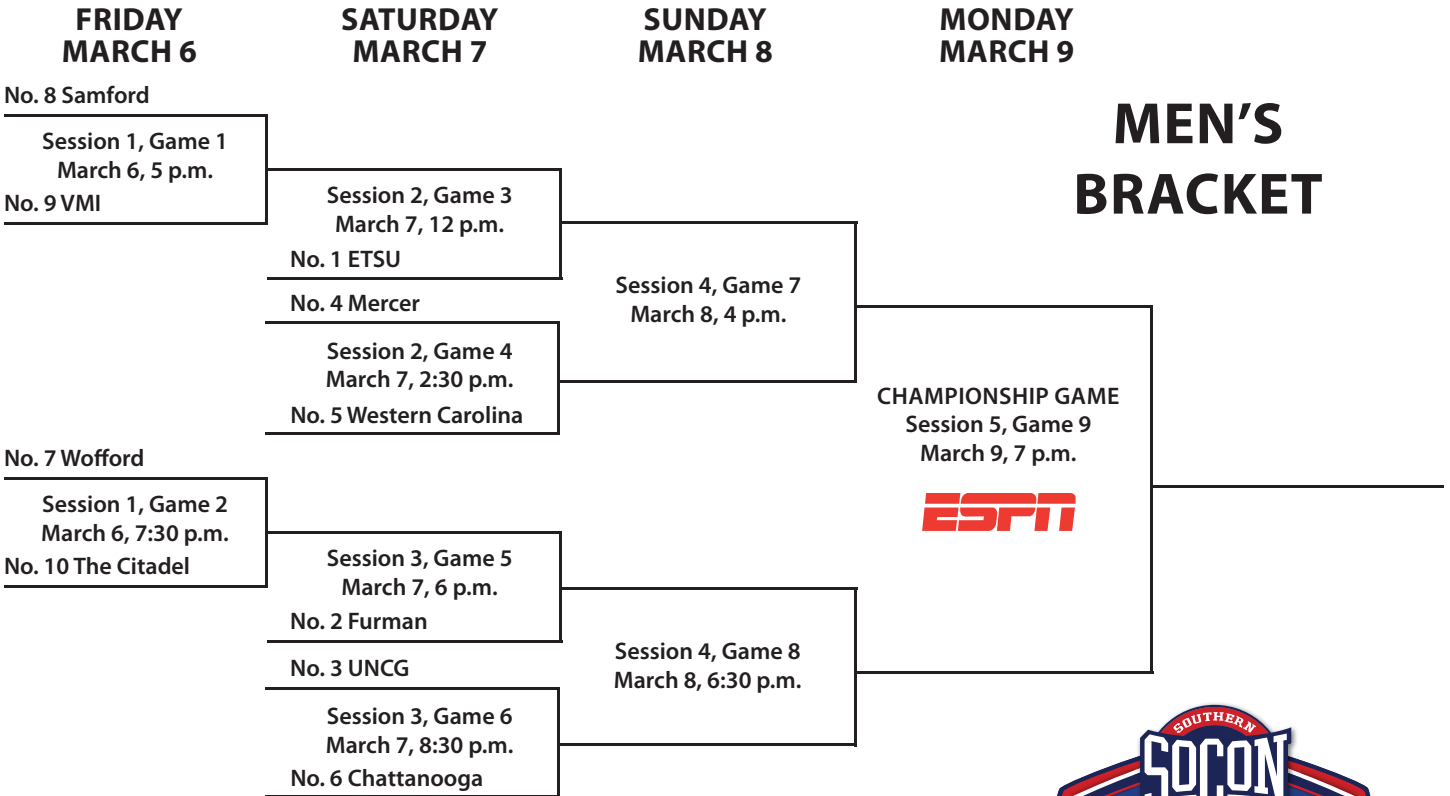 FRIDAY
MARCH 6
SATURDAY
MARCH 7
SUNDAY
MARCH 8
MONDAY
MARCH 9
MEN'S
BRACKET
No. 8 Samford
Session 1, Game 1
March 6, 5 p.m.
No. 9 VMI
Session 2, Game 3
March 7, 12 p.m.
No. 1 ETSU
No. 4 Mercer
Session 2, Game 4
March 7, 2:30 p.m.
No. 5 Western Carolina
Session 4, Game 7
March 8, 4 p.m.
No. 7 Wofford
Session 1, Game 2
March 6, 7:30 p.m.
No. 10 The Citadel
Session 3, Game 5
March 7, 6 p.m.
No. 2 Furman
No. 3 UNCG
Session 3, Game 6
March 7, 8:30 p.m.
No. 6 Chattanooga
Session 4, Game 8
March 8, 6:30 p.m.
CHAMPIONSHIP GAME
Session 5, Game 9
March 9, 7 p.m.
ESPN
SOUTHERN
SOCON